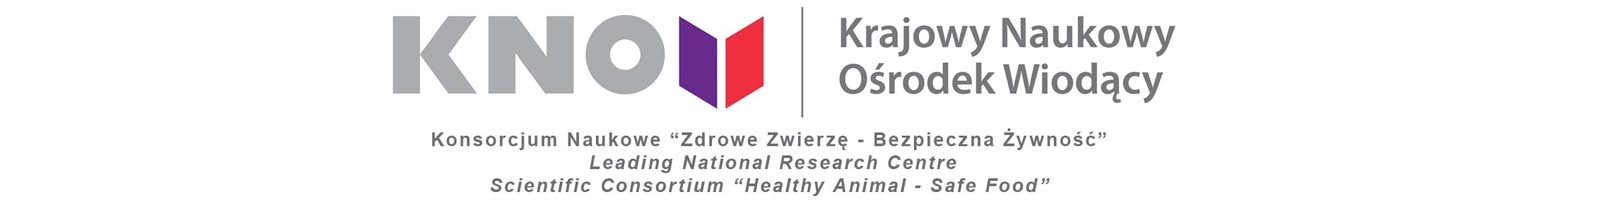 KNOW
Krajowy Naukowy
Ośrodek Wiodący
Konsorcjum Naukowe “Zdrowe Zwierzę - Bezpieczna Żywność”
Leading National Research Centre
Scientific Consortium “Healthy Animal - Safe Food”